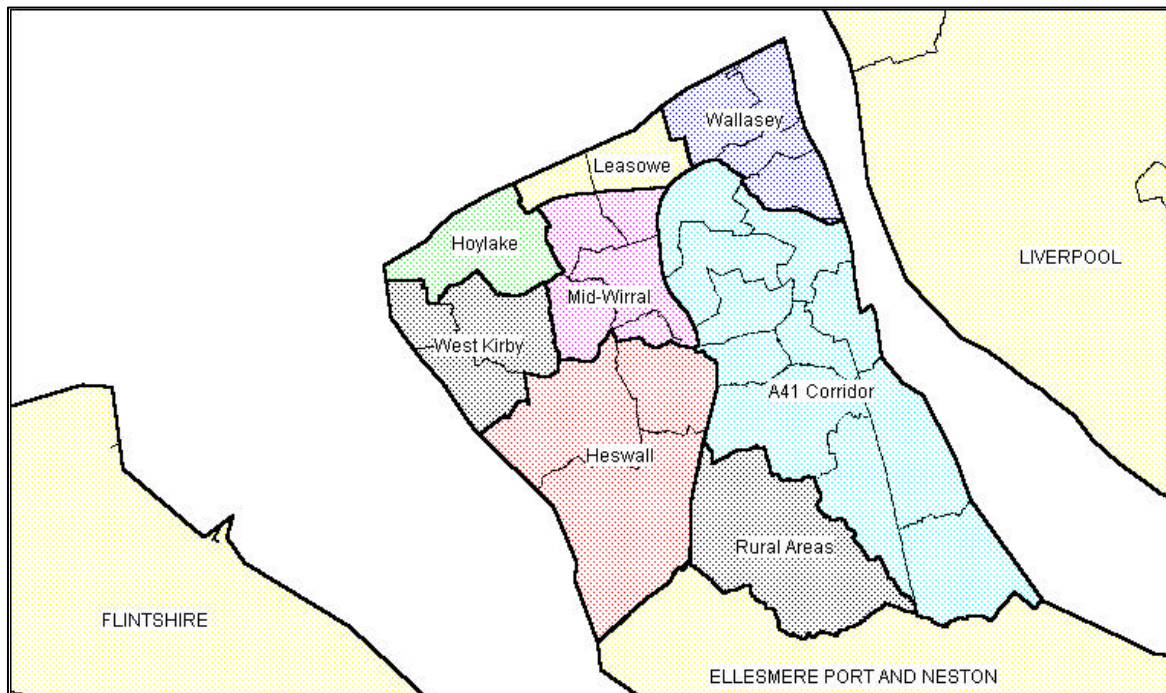 Wallasey
Leasowe
Hoylake
LIVERPOOL
Mid-Wirral
West Kirby
A41 Corridor
Heswall
Rural Areas
FLINTSHIRE
ELLESMERE PORT AND NESTON